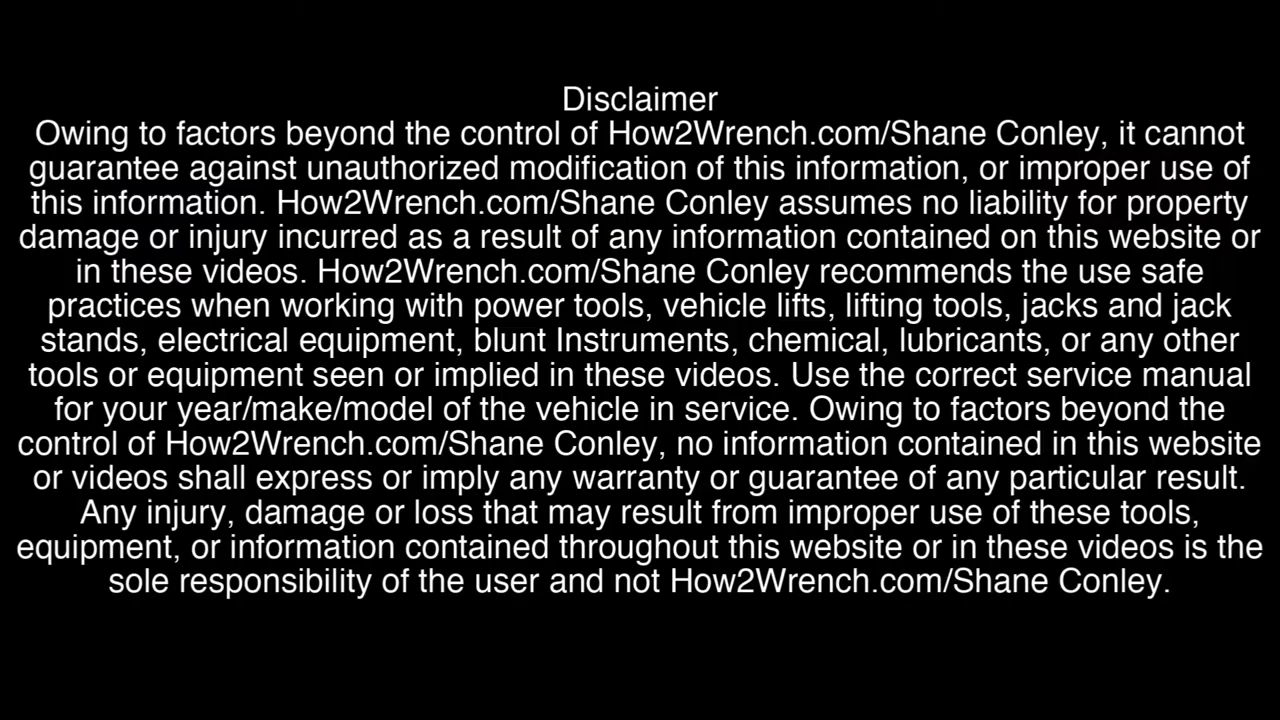 Disclaimer
Owing to factors beyond the control of How2Wrench.com/Shane Conley, it cannot
guarantee against unauthorized modification of this information, or improper use of
this information. How2Wrench.com/Shane Conley assumes no liability for property
damage or injury incurred as a result of any information contained on this website or
in these videos. How2Wrench.com/Shane Conley recommends the use safe
practices when working with power tools, vehicle lifts, lifting tools, jacks and jack
stands, electrical equipment, blunt Instruments, chemical, lubricants, or any other
tools or equipment seen or implied in these videos. Use the correct service manual
for your year/make/model of the vehicle in service. Owing to factors beyond the
control of How2Wrench.com/Shane Conley, no information contained in this website
or videos shall express or imply any warranty or guarantee of any particular result.
Any injury, damage or loss that may result from improper use of these tools,
equipment, or information contained throughout this website or in these videos is the
sole responsibility of the user and not How2Wrench.com/Shane Conley.